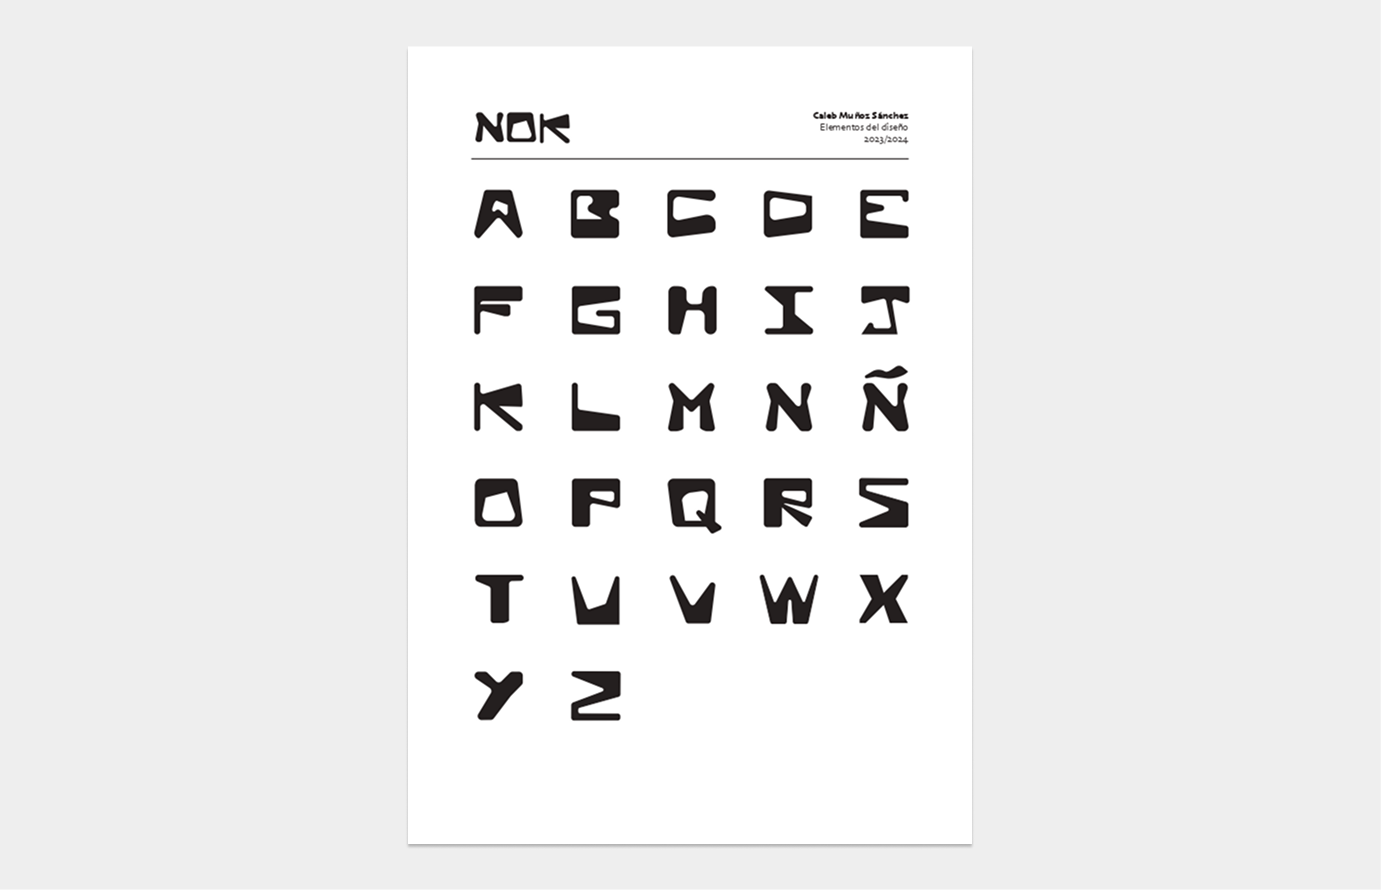 NOK
Caleb Muñoz Sánchez
Elementos del diseño
2023/2024
A B C D E
F G H I J
K L M N Ñ
O P Q R S
T U V W X
Y Z